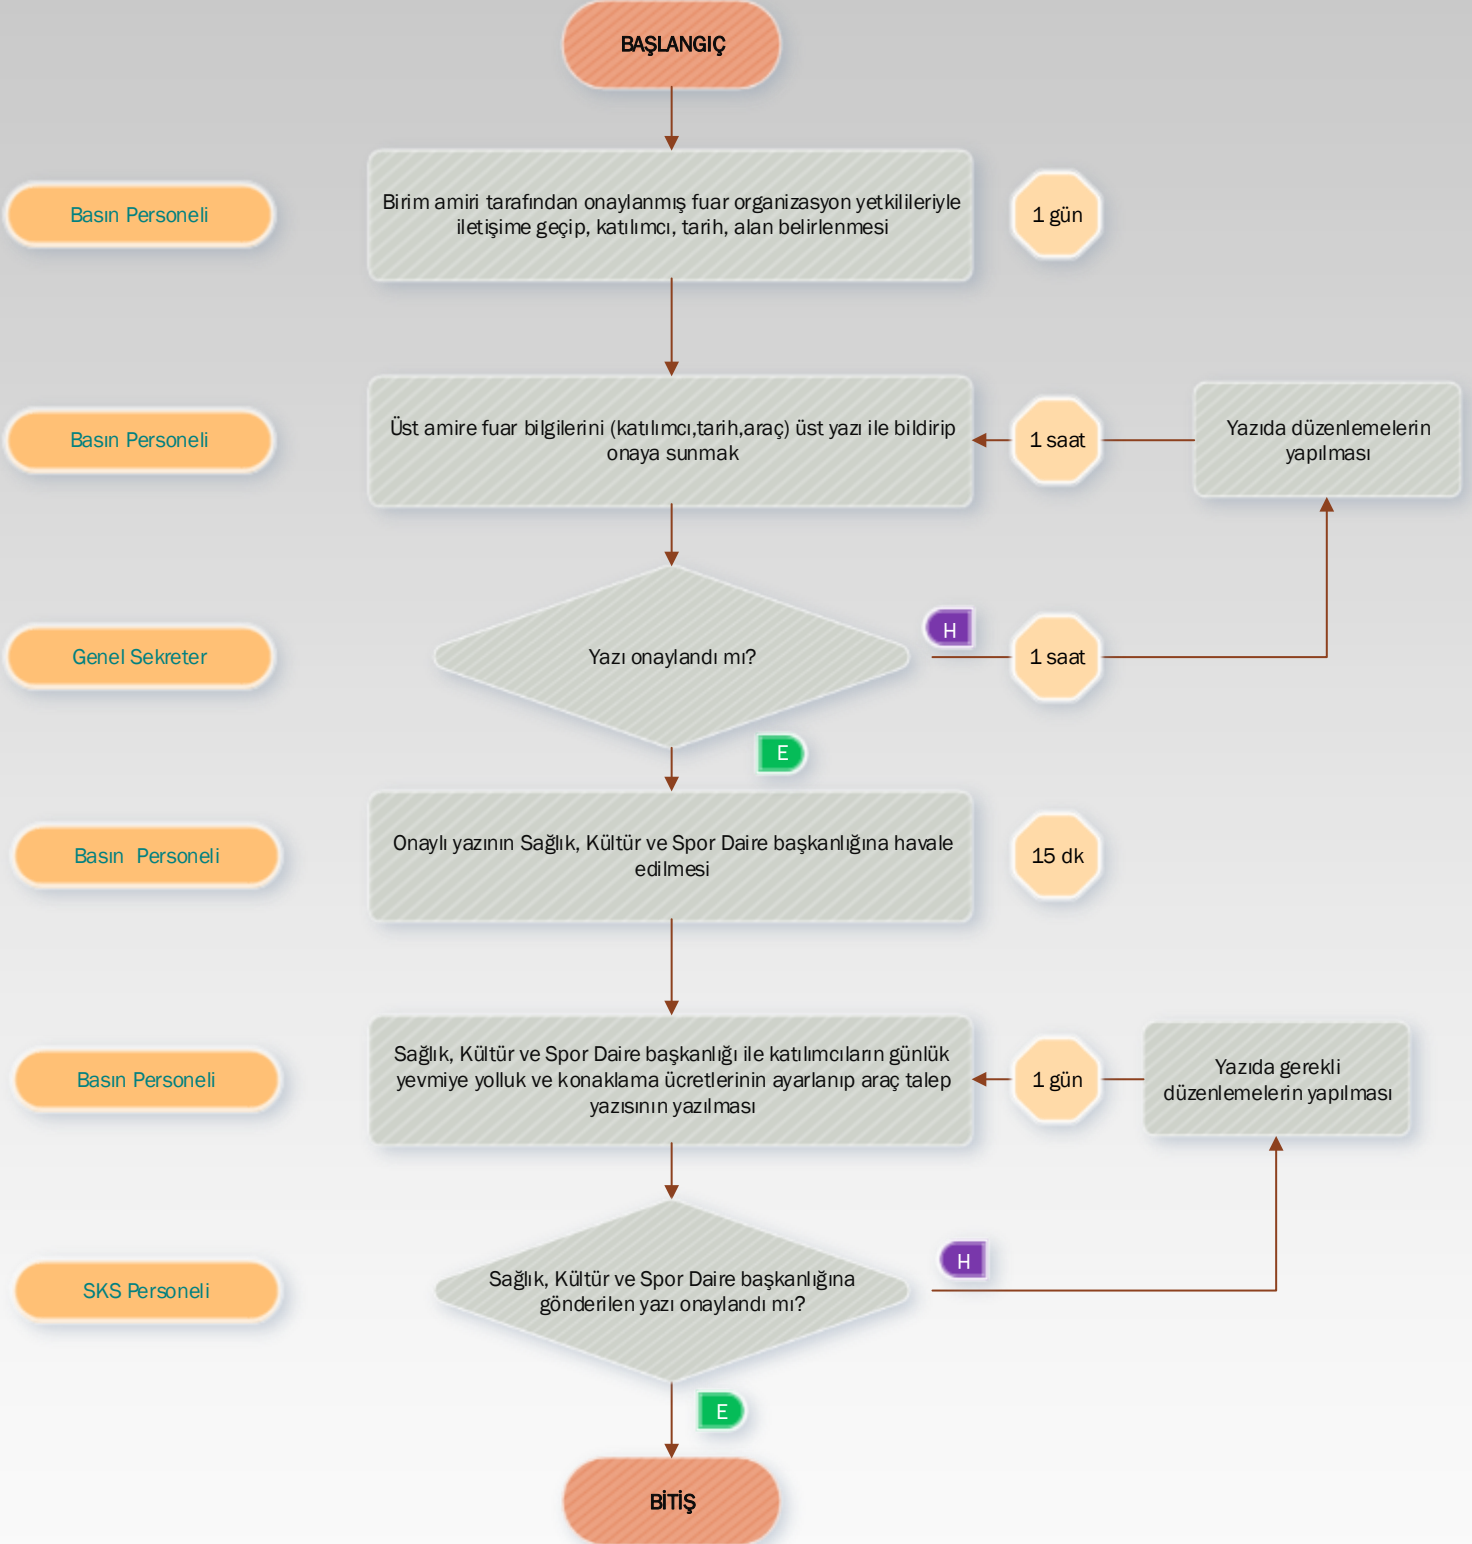 BAŞLANGIÇ
Basın Personeli
Birim amiri tarafından onaylanmış fuar organizasyon yetkilileriyle
iletişime geçip, katılımcı, tarih, alan belirlenmesi
1 gün
Basın Personeli
Üst amire fuar bilgilerini (katılımcı,tarih,araç) üst yazı ile bildirip
onaya sunmak
1 saat
Yazıda düzenlemelerin
yapılması
Genel Sekreter
Yazı onaylandı mı?
H
1 saat
E
Basın  Personeli
Onaylı yazının Sağlık, Kültür ve Spor Daire başkanlığına havale
edilmesi
15 dk
Basın Personeli
Sağlık, Kültür ve Spor Daire başkanlığı ile katılımcıların günlük
yevmiye yolluk ve konaklama ücretlerinin ayarlanıp araç talep
yazısının yazılması
1 gün
Yazıda gerekli
düzenlemelerin yapılması
SKS Personeli
Sağlık, Kültür ve Spor Daire başkanlığına
gönderilen yazı onaylandı mı?
H
E
BİTİŞ